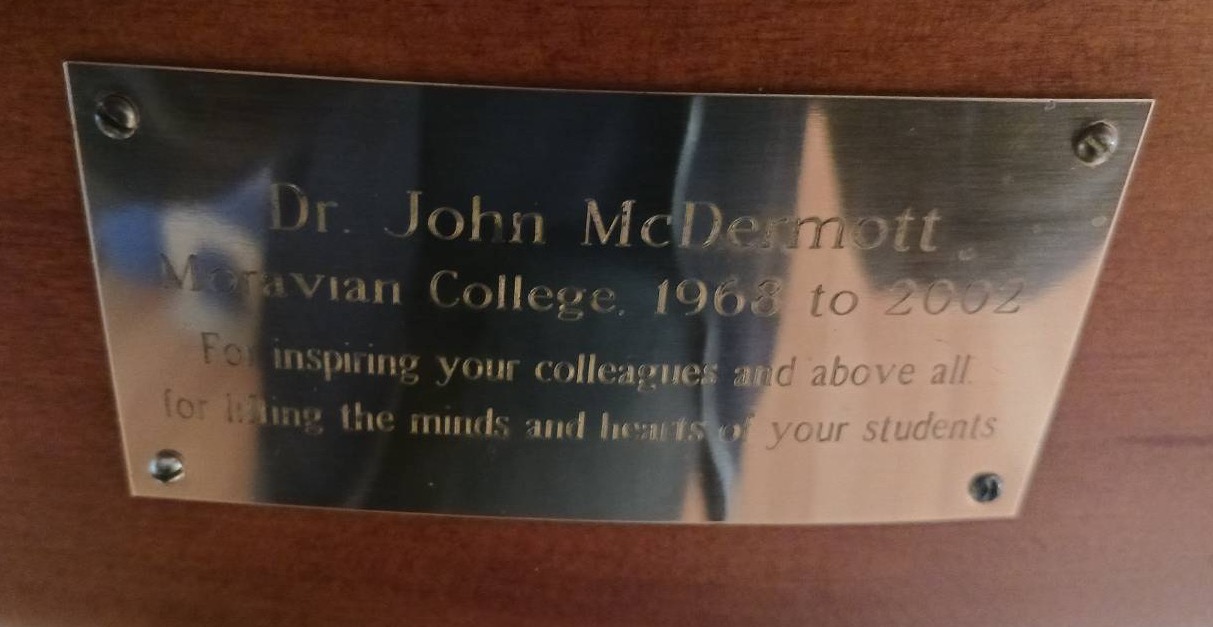 Dr. John McDermott
Moravian College, 1968 to 2002
For inspiring your colleagues and above all
for lifting the minds and hearts of your students